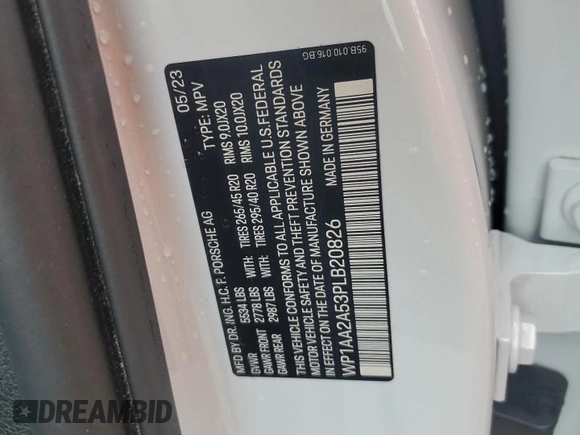 95B.010.016.BG
MFD BY DR. ING. H.C. F. PORSCHE AG 05/23
GVWR 5534 LBS TYPE: MPV
GAWR FRONT 2778 LBS WITH: TIRES 265/45 R20 RIMS 9.0JX20
GAWR REAR 2987 LBS WITH: TIRES 295/40 R20 RIMS 10.0JX20
THIS VEHICLE CONFORMS TO ALL APPLICABLE U.S. FEDERAL
MOTOR VEHICLE SAFETY AND THEFT PREVENTION STANDARDS
IN EFFECT ON THE DATE OF MANUFACTURE SHOWN ABOVE
WP1AA2A53PLB20826 MADE IN GERMANY
DREAMBID